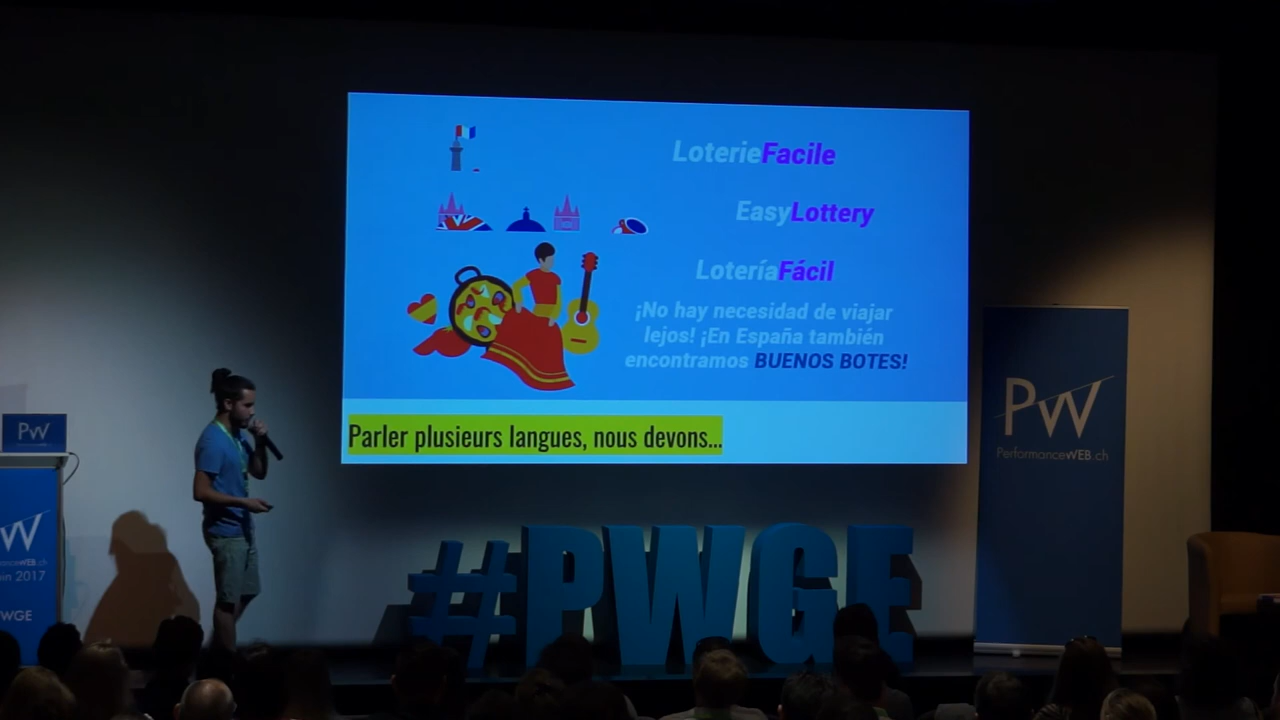 LoterieFacile
EasyLottery
LoteríaFácil
¡No hay necesidad de viajar
lejos! ¡En España también
encontramos BUENOS BOTES!
Parler plusieurs langues, nous devons...
PW
PW
PerformanceWEB.ch
2017
#PWGE